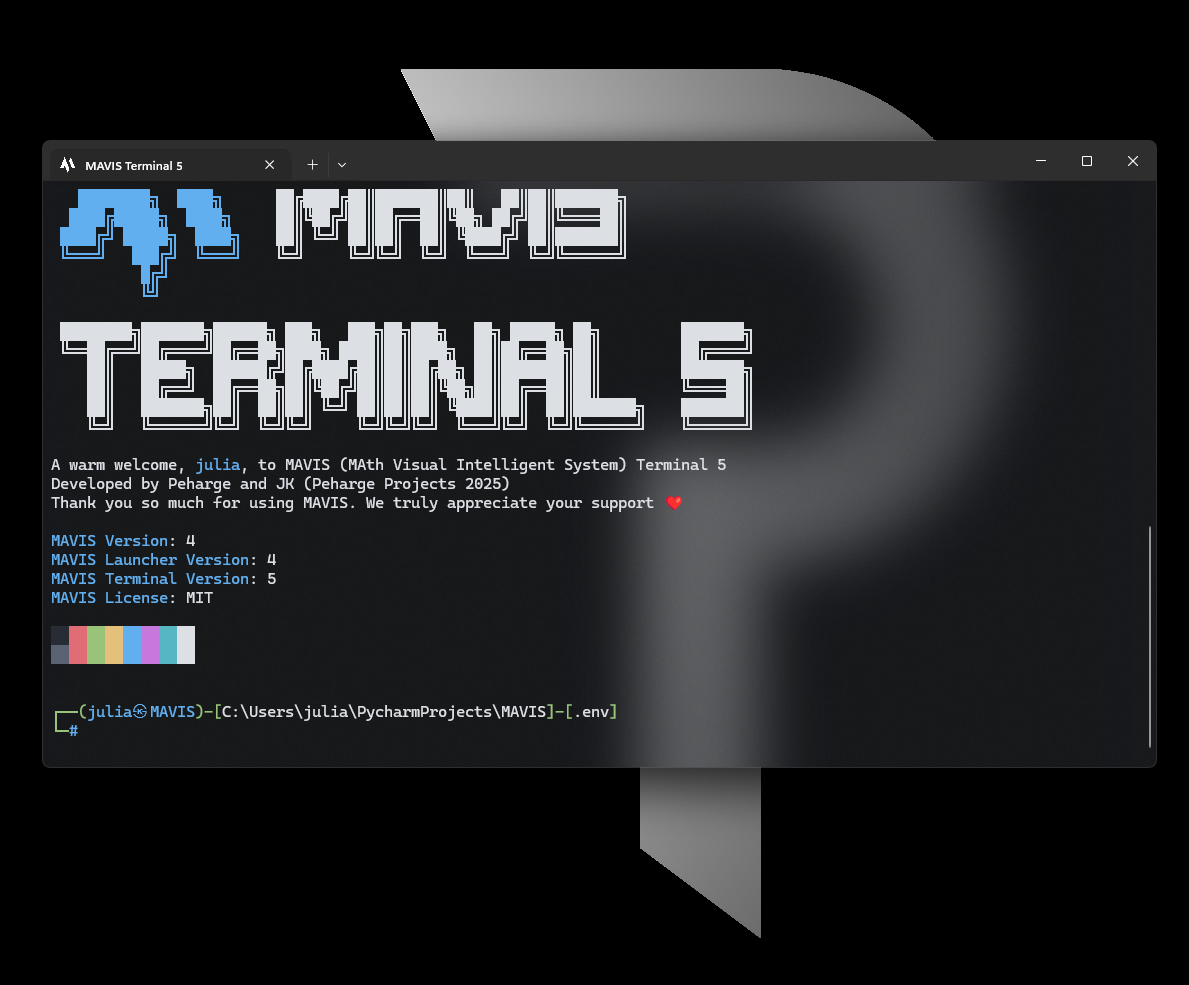 MAVIS Terminal 5
MAVIS
TERMINAL 5
A warm welcome, julia, to MAVIS (MAth Visual Intelligent System) Terminal 5
Developed by Peharge and JK (Peharge Projects 2025)
Thank you so much for using MAVIS. We truly appreciate your support ❤️
MAVIS Version: 4
MAVIS Launcher Version: 4
MAVIS Terminal Version: 5
MAVIS License: MIT
┌──(julia㉿MAVIS)-[C:\Users\julia\PycharmProjects\MAVIS]-[.env]
└─#